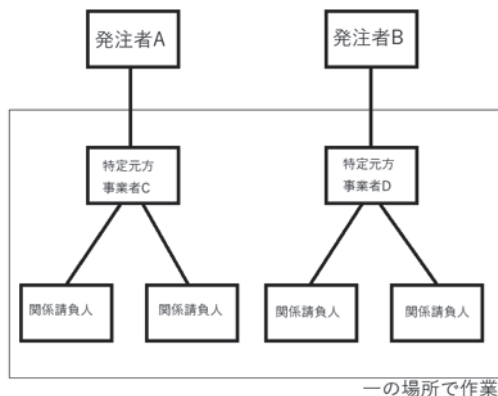 発注者A
発注者B
特定元方
事業者C
特定元方
事業者D
関係請負人
関係請負人
関係請負人
関係請負人
一の場所で作業